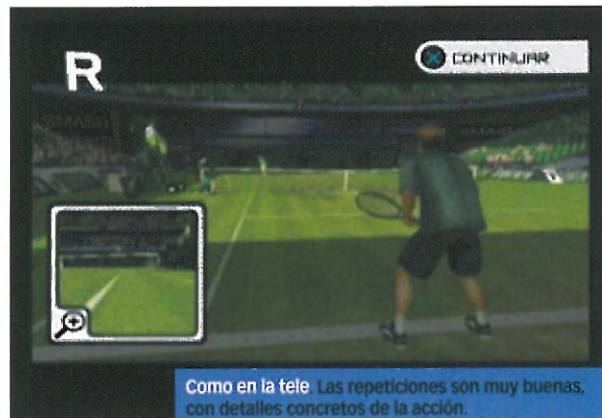 R
CONTINUAR
Como en la tele. Las repeticiones son muy buenas,
con detalles concretos de la acción.